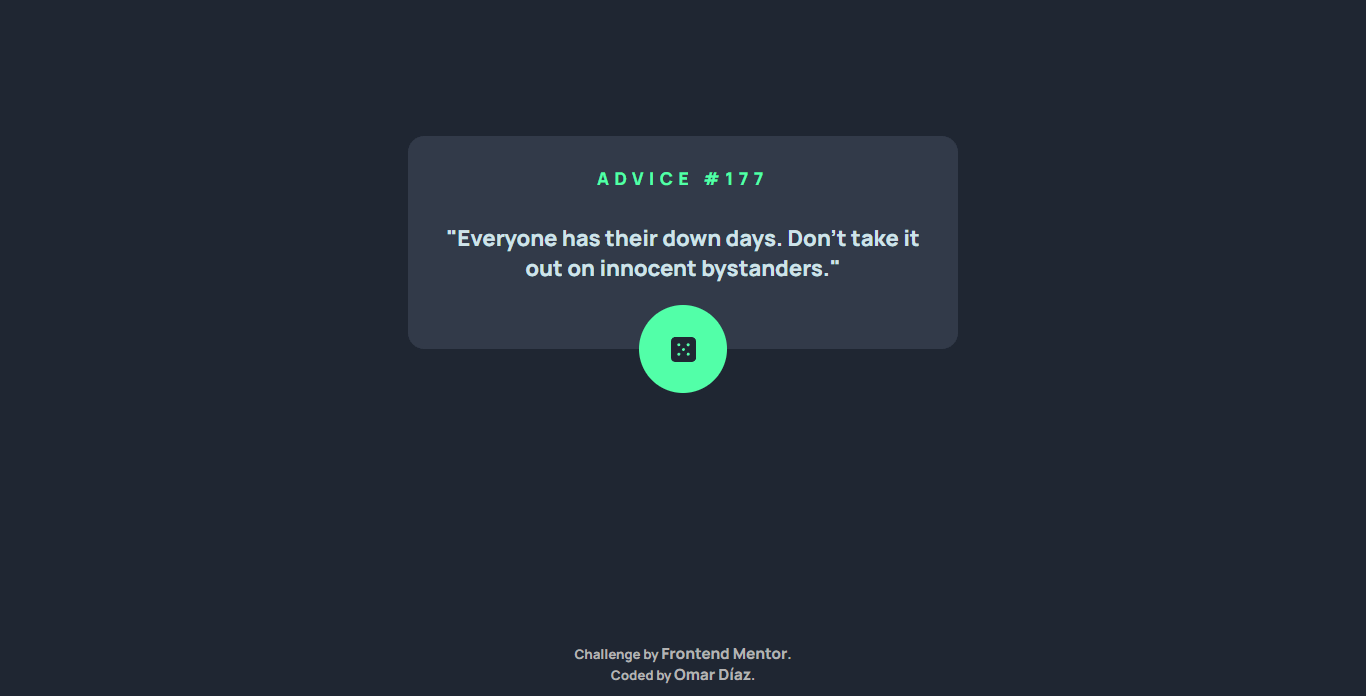 ADVICE #177
"Everyone has their down days. Don't take it
out on innocent bystanders."
Challenge by Frontend Mentor.
Coded by Omar Díaz.